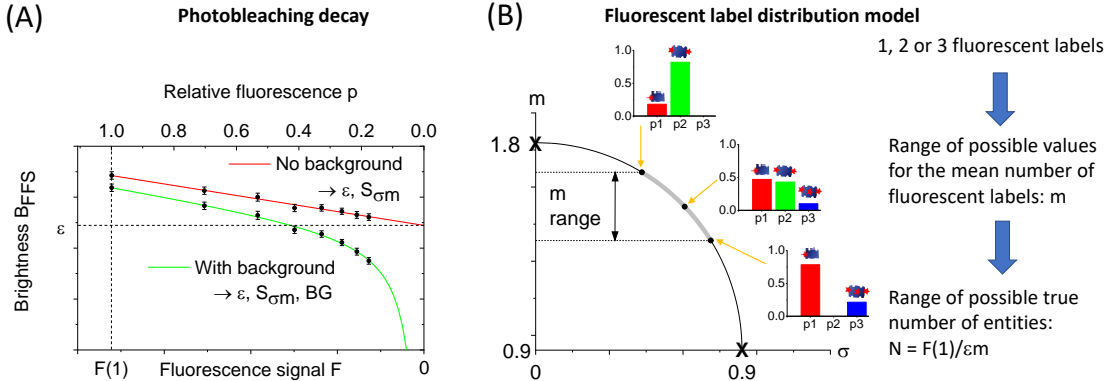 (A)
Photobleaching decay
Relative fluorescence p
1.0 0.8 0.6 0.4 0.2 0.0
No background
→ ε, Sσm
ε
Brightness BFFS
With background
→ ε, Sσm, BG
F(1) Fluorescence signal F 0
(B)
Fluorescent label distribution model
m
1.8
0.9
0 0.9
σ
m
range
1.0
0.5
0.0
p1 p2 p3
1.0
0.5
0.0
p1 p2 p3
1.0
0.5
0.0
p1 p2 p3
1, 2 or 3 fluorescent labels
Range of possible values
for the mean number of
fluorescent labels: m
Range of possible true
number of entities:
N = F(1)/εm